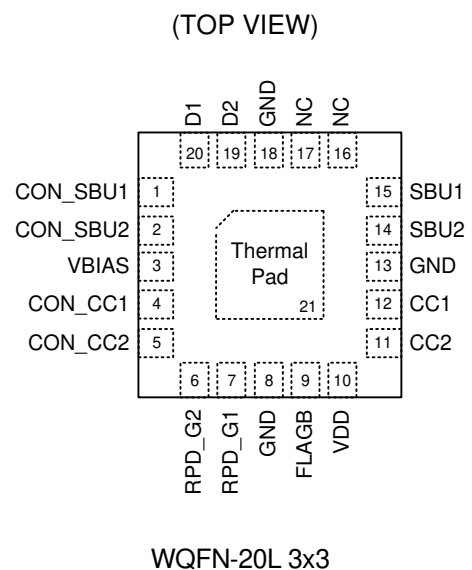 (TOP VIEW)
D1 D2 GND NC NC
20 19 18 17 16
CON_SBU1 1 15 SBU1
CON_SBU2 2 14 SBU2
VBIAS 3 13 GND
CON_CC1 4 12 CC1
CON_CC2 5 11 CC2
Thermal
Pad
21
6 7 8 9 10
RPD_G2 RPD_G1 GND FLAGB VDD
WQFN-20L 3x3